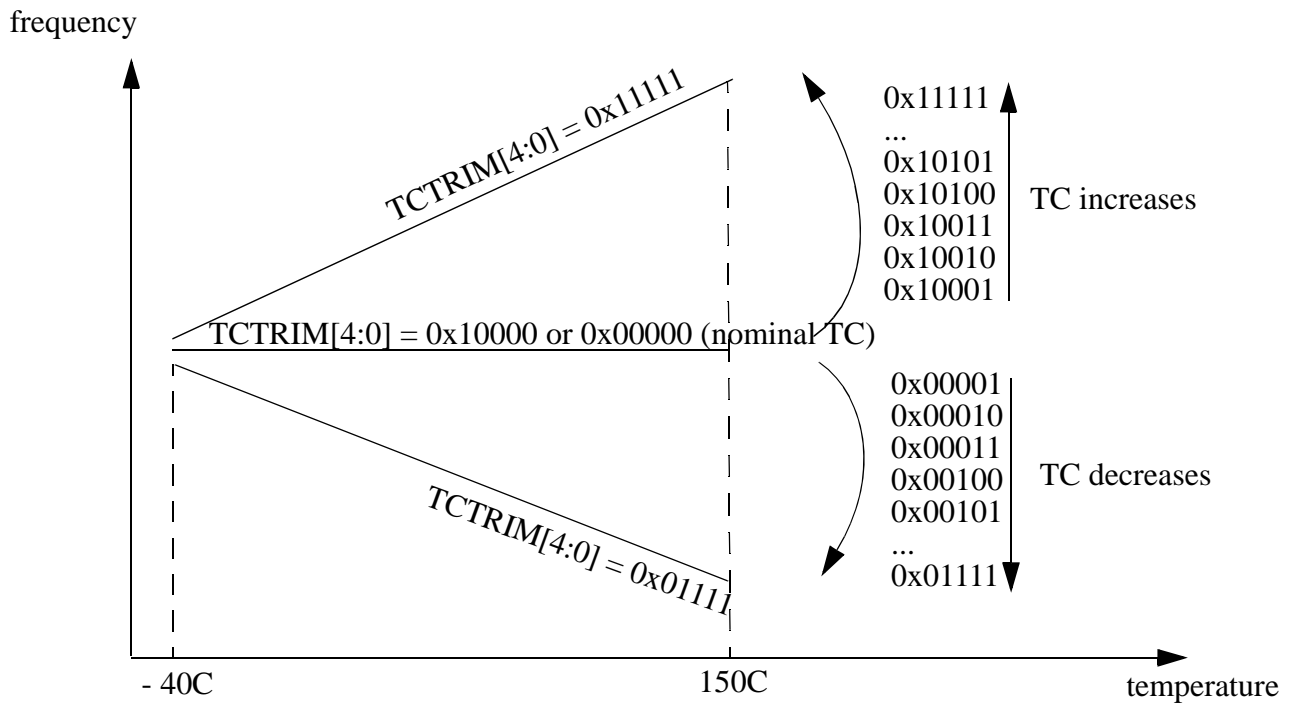 frequency
TCTRIM[4:0] = 0x11111
0x11111
...
0x10101
0x10100
0x10011
0x10010
0x10001
TC increases
TCTRIM[4:0] = 0x10000 or 0x00000 (nominal TC)
0x00001
0x00010
0x00011
0x00100
0x00101
...
0x01111
TC decreases
TCTRIM[4:0] = 0x01111
- 40C
150C
temperature